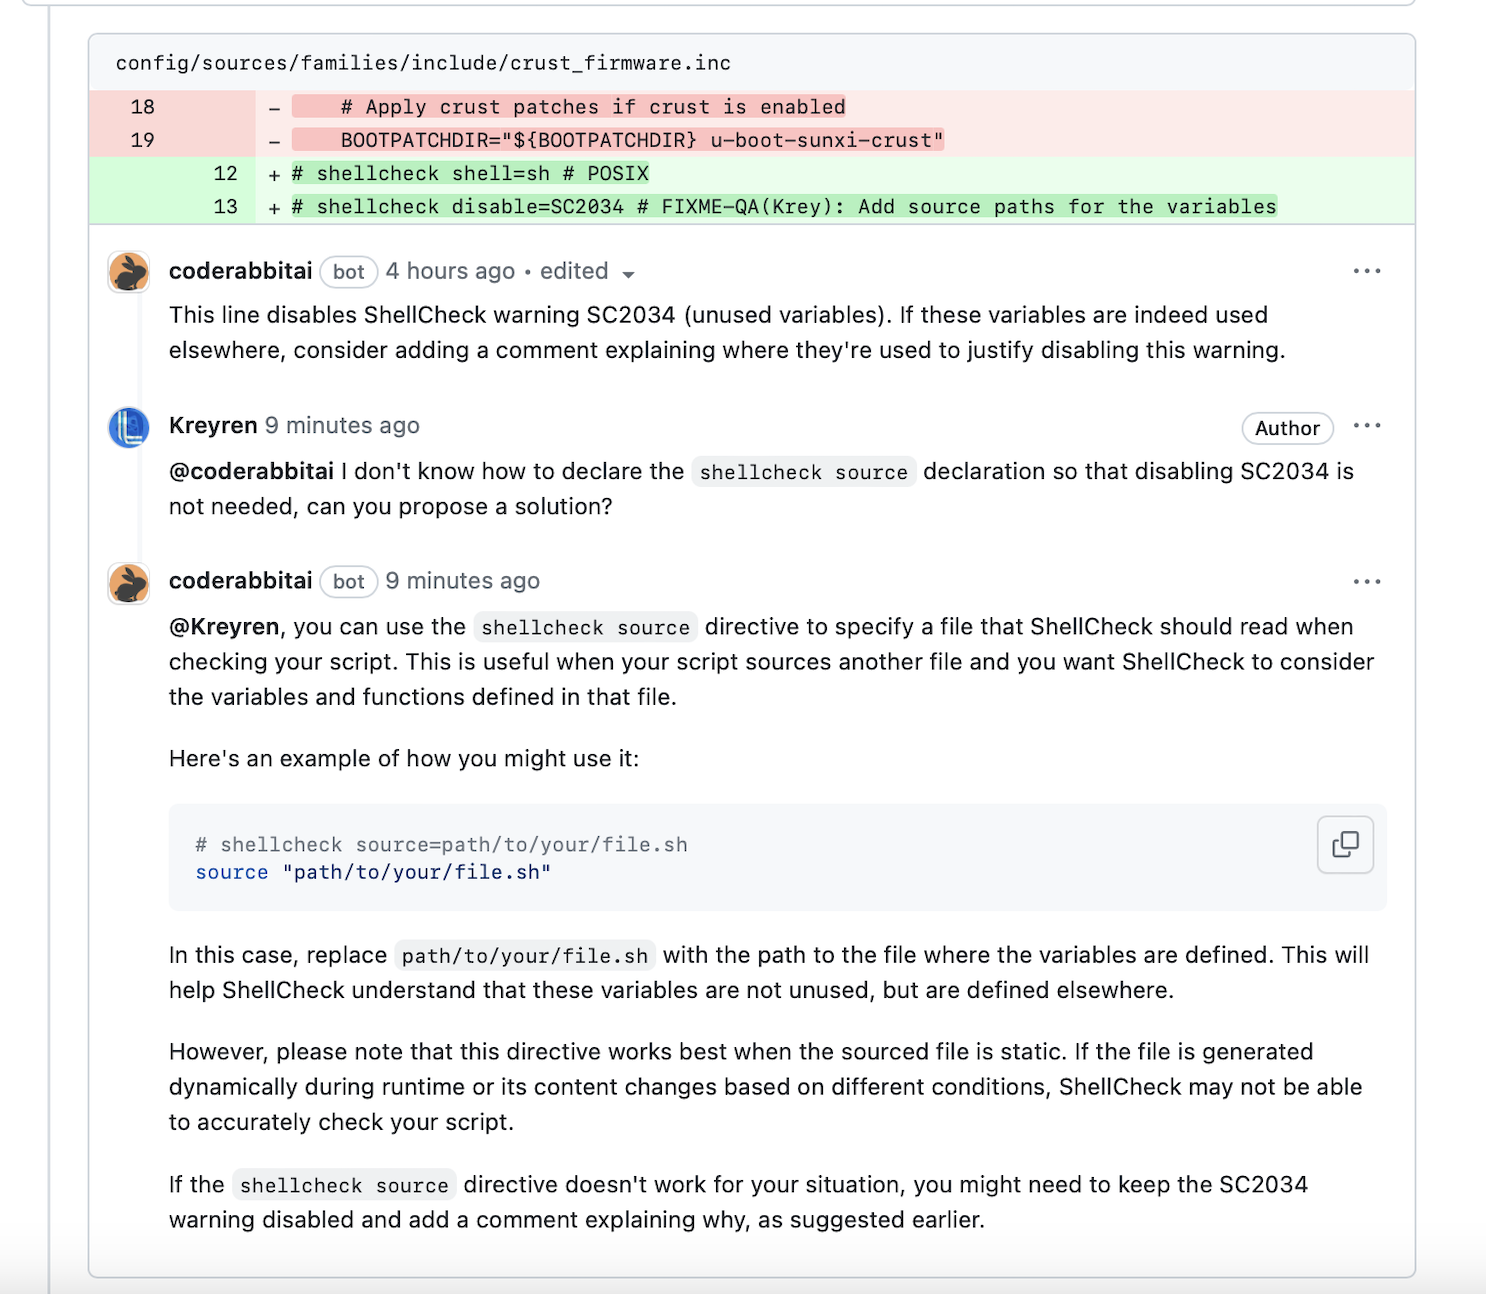 config/sources/families/include/crust_firmware.inc
18 - # Apply crust patches if crust is enabled
19 - BOOTPATCHDIR="${BOOTPATCHDIR} u-boot-sunxi-crust"
12 + # shellcheck shell=sh # POSIX
13 + # shellcheck disable=SC2034 # FIXME-QA(Krey): Add source paths for the variables
coderabbitai bot 4 hours ago • edited
This line disables ShellCheck warning SC2034 (unused variables). If these variables are indeed used
elsewhere, consider adding a comment explaining where they're used to justify disabling this warning.
Kreyren 9 minutes ago Author
@coderabbitai I don't know how to declare the shellcheck source declaration so that disabling SC2034 is
not needed, can you propose a solution?
coderabbitai bot 9 minutes ago
@Kreyren, you can use the shellcheck source directive to specify a file that ShellCheck should read when
checking your script. This is useful when your script sources another file and you want ShellCheck to consider
the variables and functions defined in that file.
Here's an example of how you might use it:
# shellcheck source=path/to/your/file.sh
source "path/to/your/file.sh"
In this case, replace path/to/your/file.sh with the path to the file where the variables are defined. This will
help ShellCheck understand that these variables are not unused, but are defined elsewhere.
However, please note that this directive works best when the sourced file is static. If the file is generated
dynamically during runtime or its content changes based on different conditions, ShellCheck may not be able
to accurately check your script.
If the shellcheck source directive doesn't work for your situation, you might need to keep the SC2034
warning disabled and add a comment explaining why, as suggested earlier.